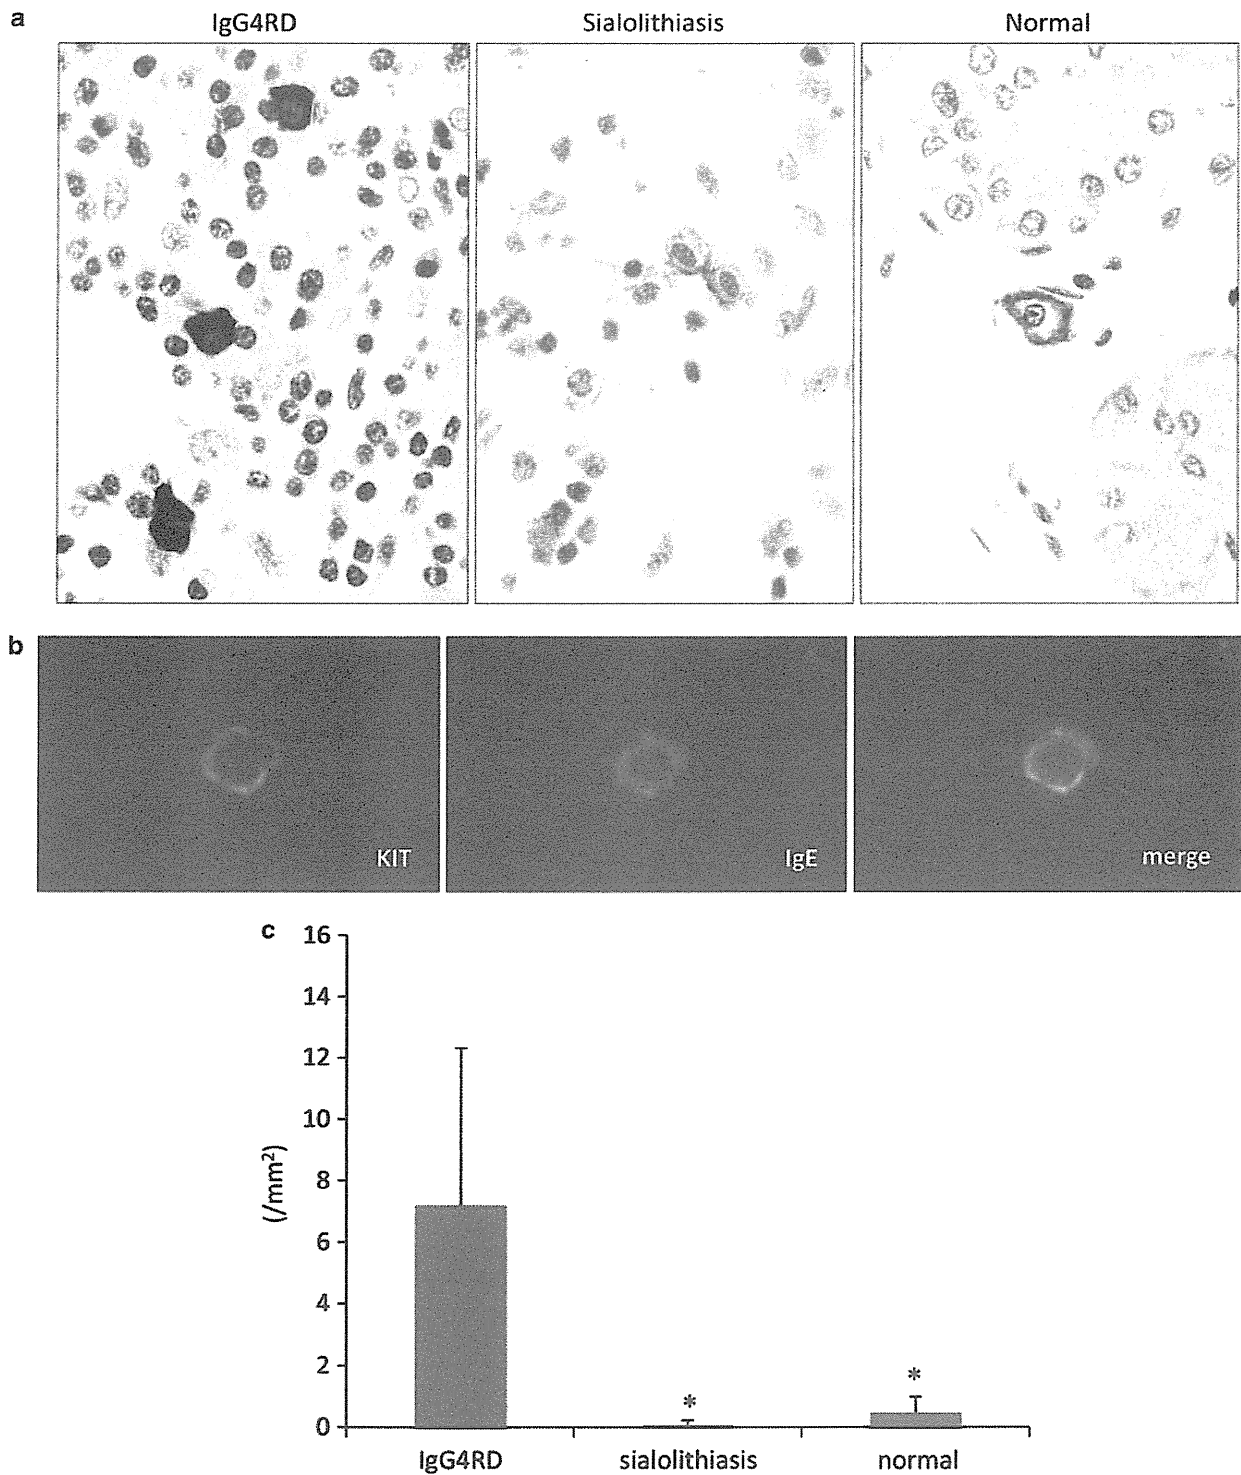 a
IgG4RD
Sialolithiasis
Normal
b
KIT
IgE
merge
c
16
14
12
10
8
6
4
2
0
(/mm²)
*
*
IgG4RD
sialolithiasis
normal